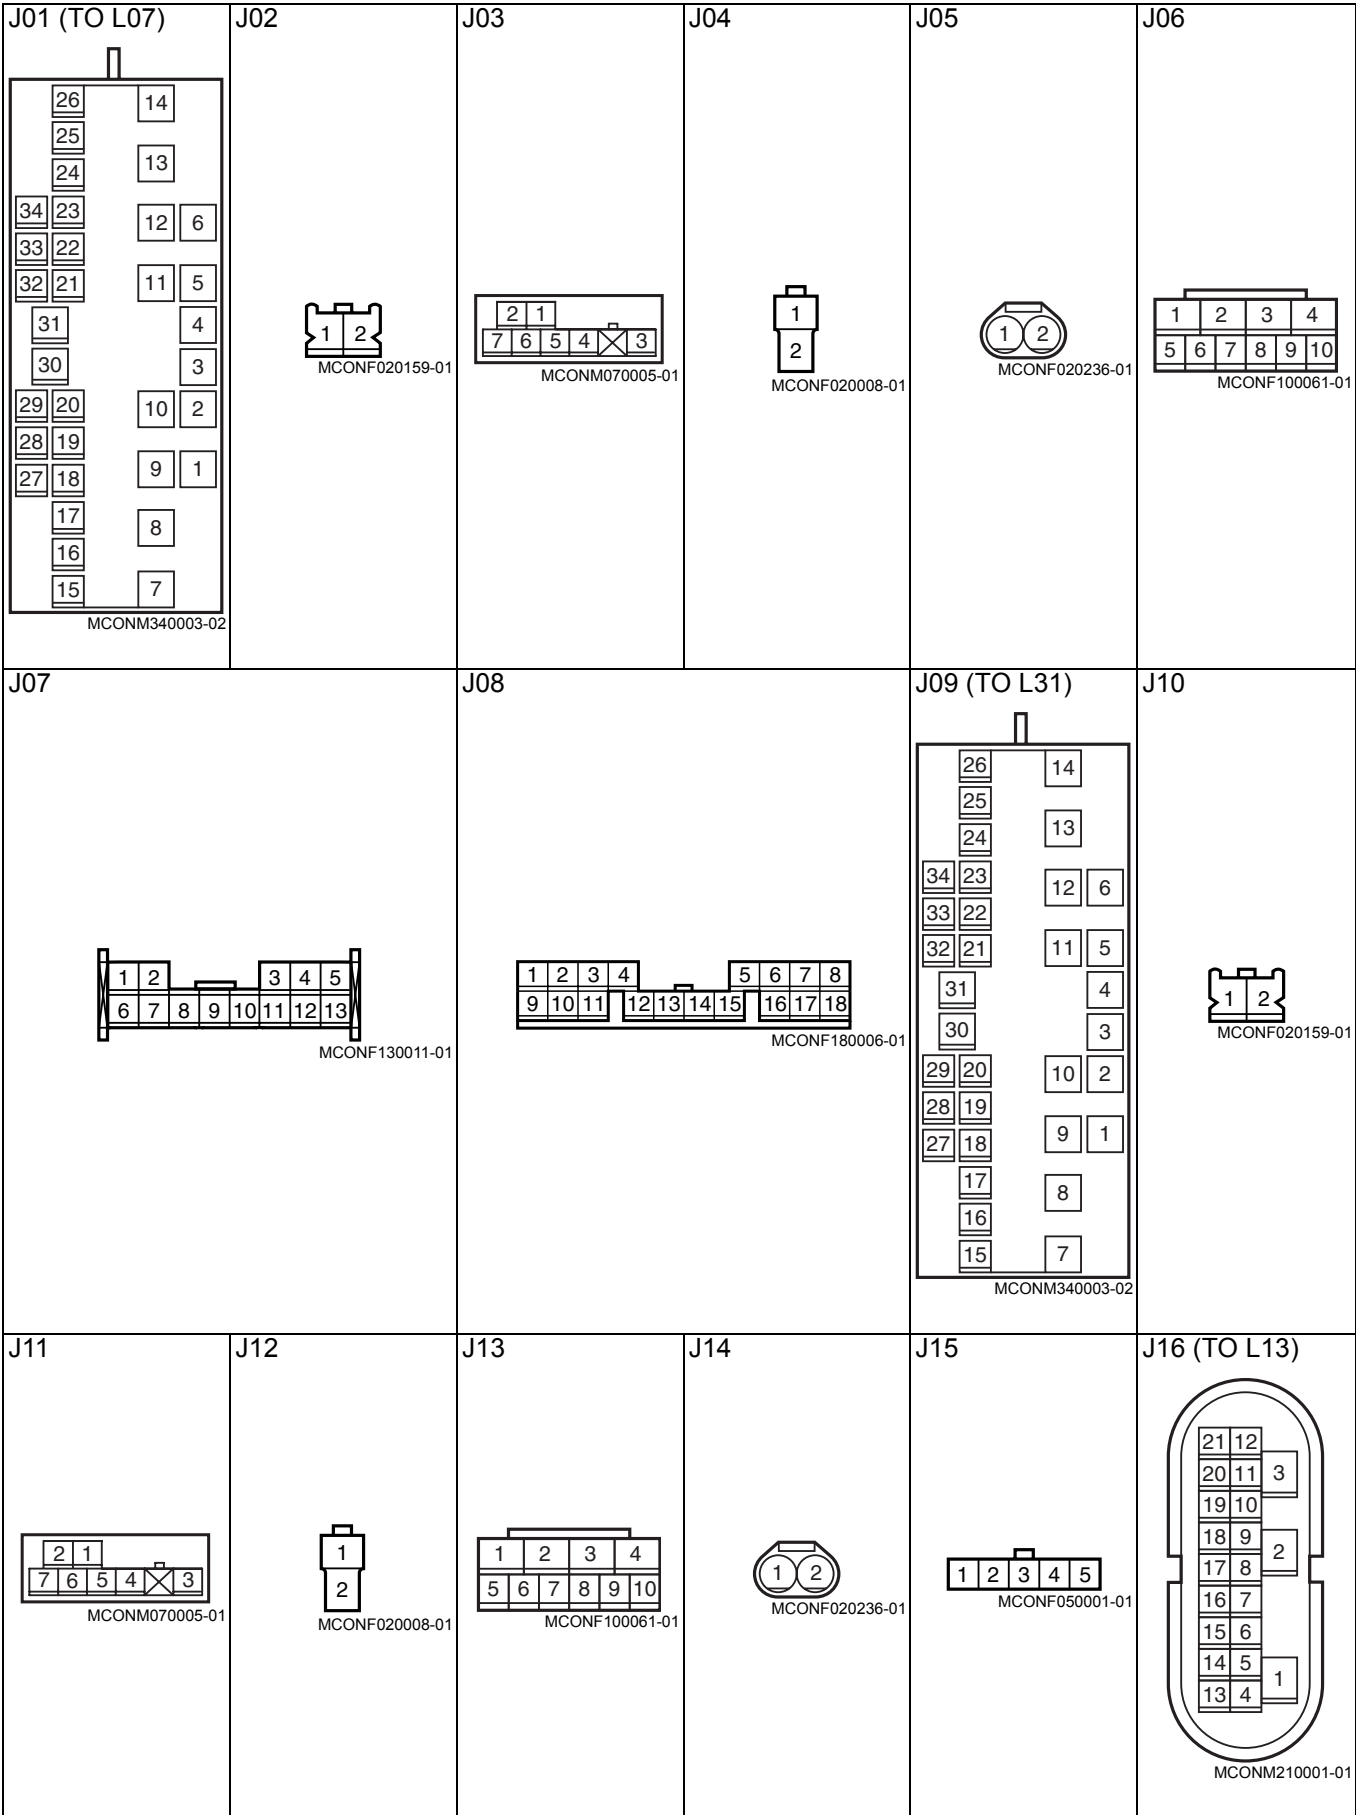 J01 (TO L07)
26 14
25
13
24
34 23 12 6
33 22
32 21 11 5
31 4
30 3
29 20 10 2
28 19
27 18 9 1
17
8
16
15 7
MCONM340003-02
J02
1 2
MCONF020159-01
J03
2 1
7 6 5 4 3
MCONM070005-01
J04
1
2
MCONF020008-01
J05
1 2
MCONF020236-01
J06
1 2 3 4
5 6 7 8 9 10
MCONF100061-01
J07
1 2 3 4 5
6 7 8 9 10 11 12 13
MCONF130011-01
J08
1 2 3 4 5 6 7 8
9 10 11 12 13 14 15 16 17 18
MCONF180006-01
J09 (TO L31)
26 14
25
13
24
34 23 12 6
33 22
32 21 11 5
31 4
30 3
29 20 10 2
28 19
27 18 9 1
17
8
16
15 7
MCONM340003-02
J10
1 2
MCONF020159-01
J11
2 1
7 6 5 4 3
MCONM070005-01
J12
1
2
MCONF020008-01
J13
1 2 3 4
5 6 7 8 9 10
MCONF100061-01
J14
1 2
MCONF020236-01
J15
1 2 3 4 5
MCONF050001-01
J16 (TO L13)
21 12
20 11 3
19 10
18 9
2
17 8
16 7
15 6
14 5
1
13 4
MCONM210001-01